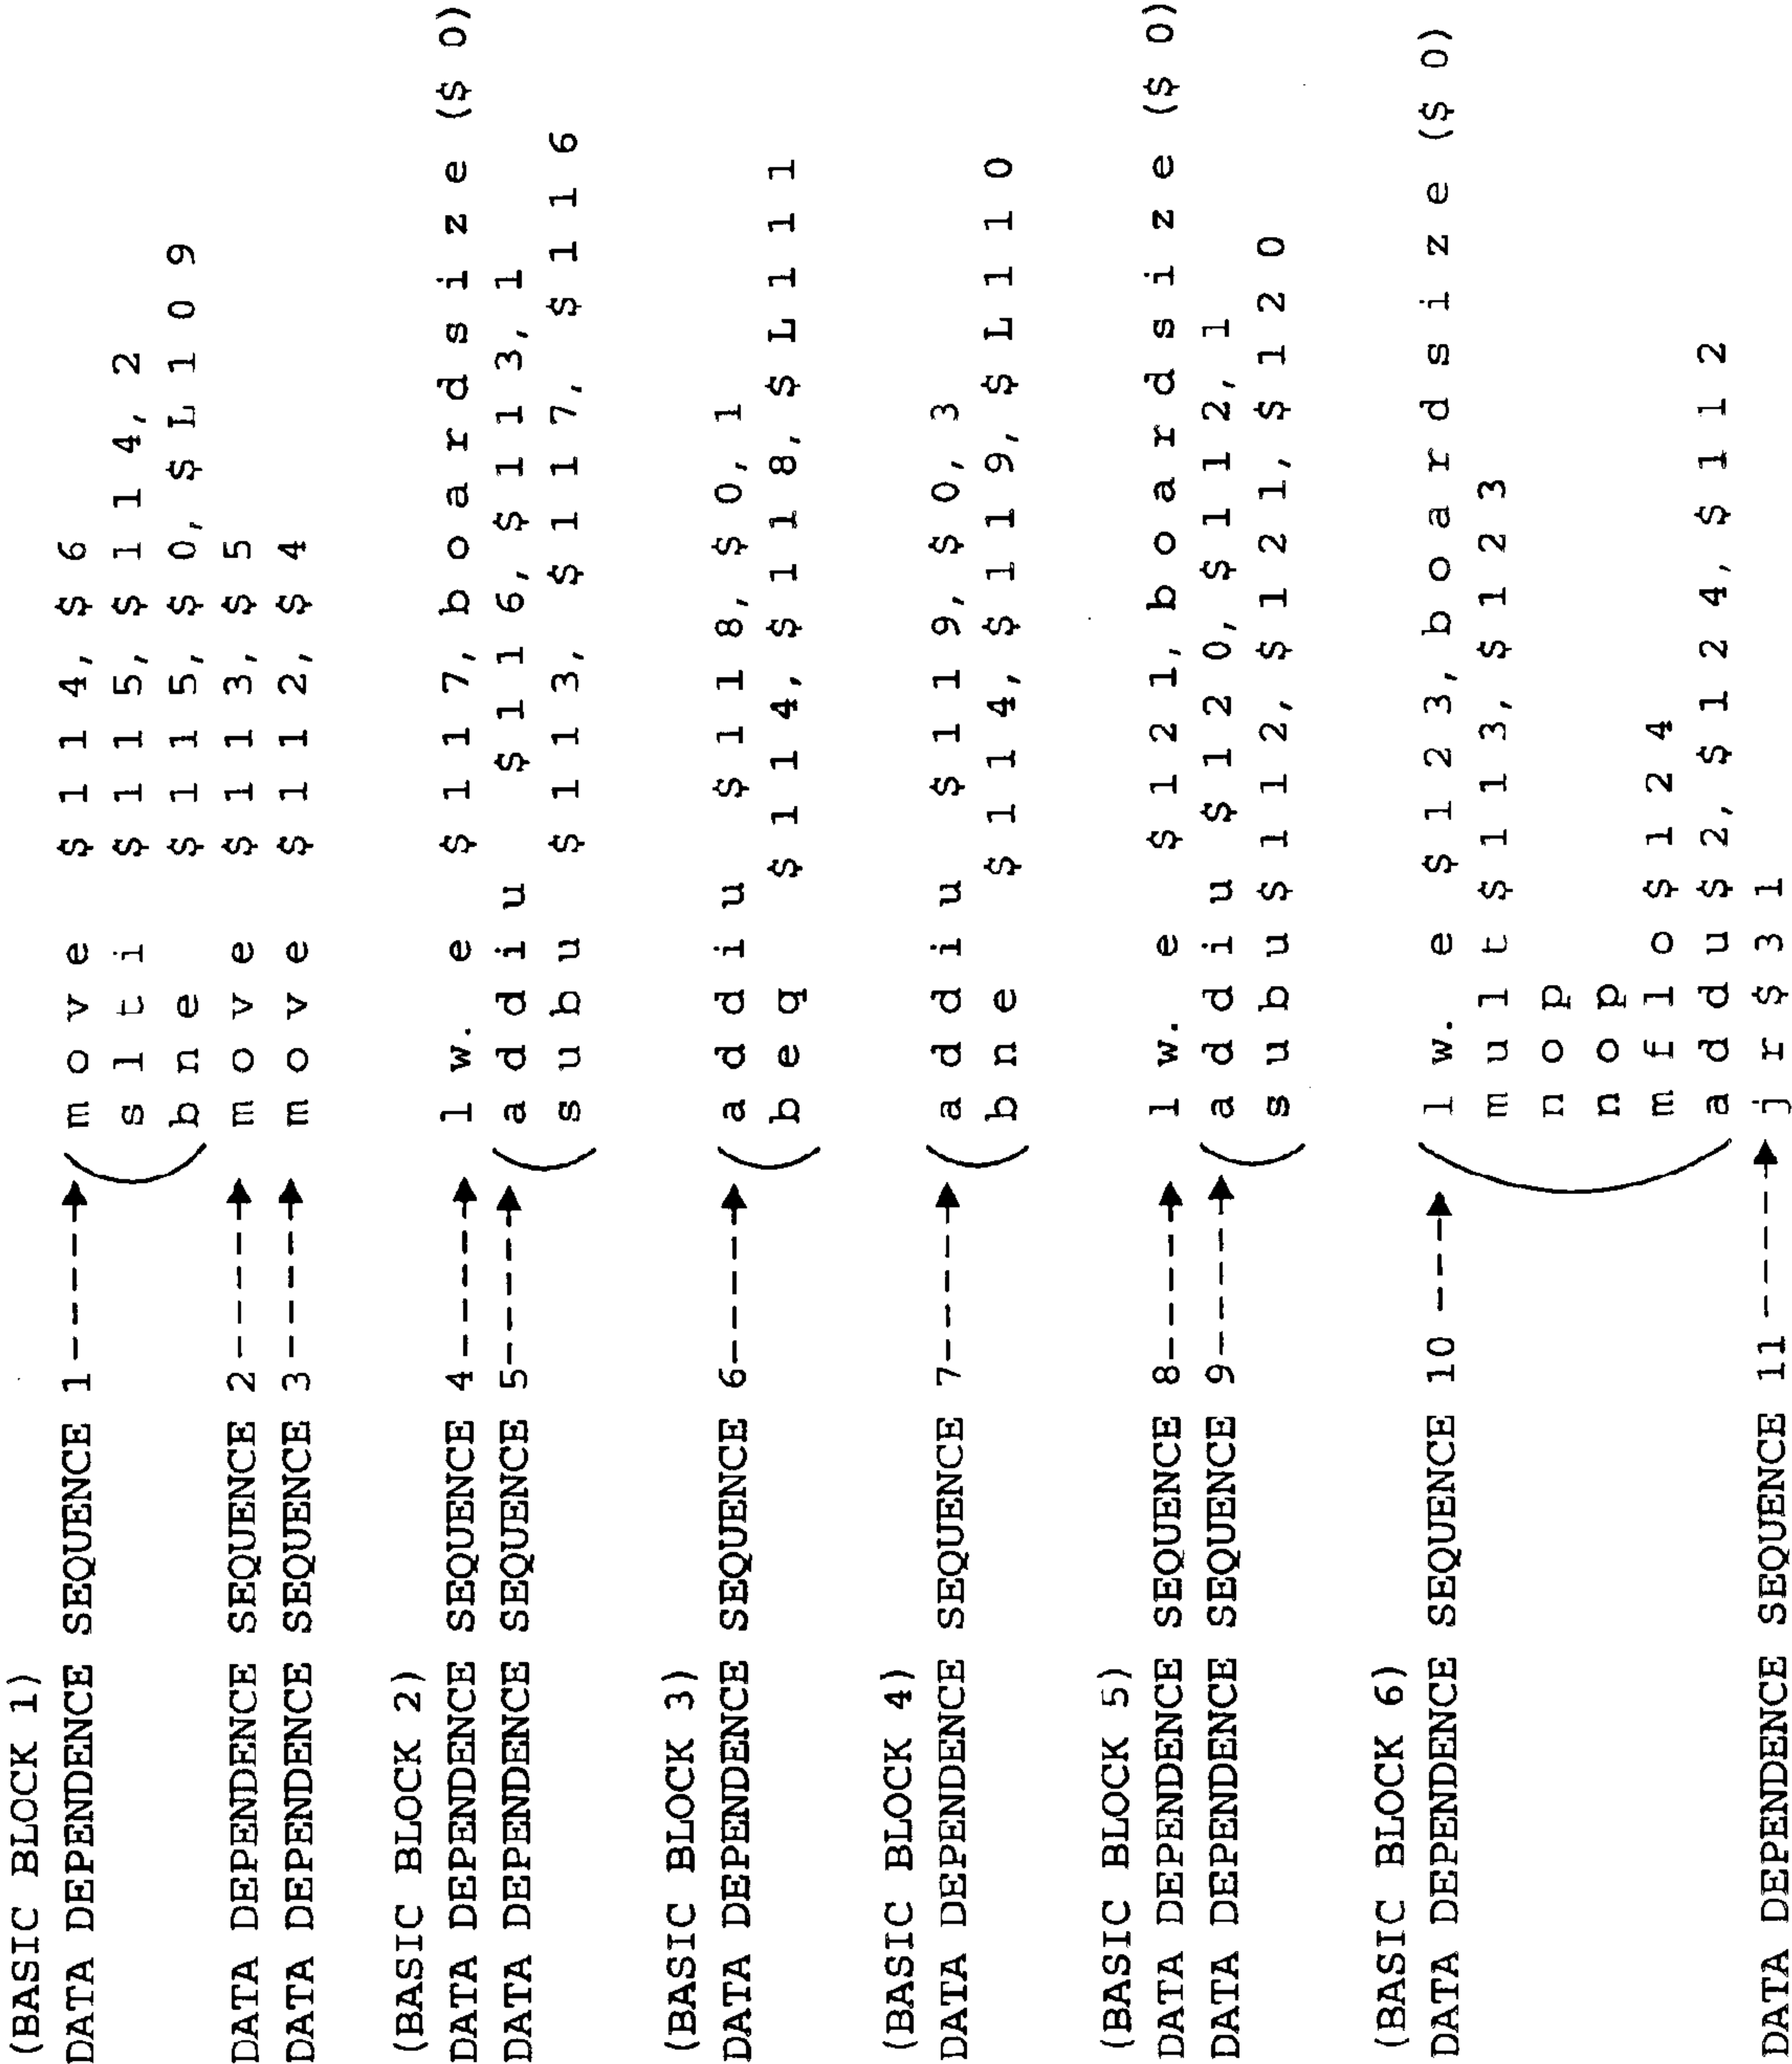 (BASIC BLOCK 1)
DATA DEPENDENCE SEQUENCE 1 move $114,$6
slti $115,$114,2
bne $115,$0,$L109
DATA DEPENDENCE SEQUENCE 2 move $113,$5
DATA DEPENDENCE SEQUENCE 3 move $112,$4
(BASIC BLOCK 2)
DATA DEPENDENCE SEQUENCE 4 lw. e $117,boardsize($0)
DATA DEPENDENCE SEQUENCE 5 addiu $116,$113,1
subu $113,$117,$116
(BASIC BLOCK 3)
DATA DEPENDENCE SEQUENCE 6 addiu $118,$0,1
beq $114,$118,$L111
(BASIC BLOCK 4)
DATA DEPENDENCE SEQUENCE 7 addiu $119,$0,3
bne $114,$119,$L110
(BASIC BLOCK 5)
DATA DEPENDENCE SEQUENCE 8 lw. e $121,boardsize($0)
DATA DEPENDENCE SEQUENCE 9 addiu $120,$112,1
subu $112,$121,$120
(BASIC BLOCK 6)
DATA DEPENDENCE SEQUENCE 10 lw. e $123,boardsize($0)
mult $113,$123
nop
nop
mflo $124
addu $2,$124,$112
DATA DEPENDENCE SEQUENCE 11 jr $31